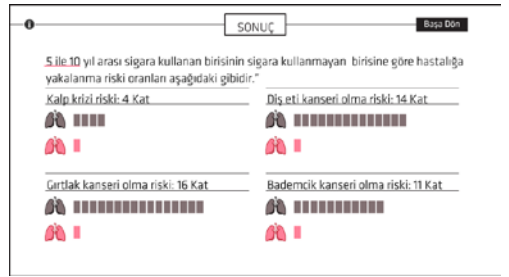 SONUÇ
Başa Dön
5 ile 10 yıl arası sigara kullanan birisinin sigara kullanmayan birisine göre hastalığa
yakalanma riski oranları aşağıdaki gibidir."
Kalp krizi riski: 4 Kat
Diş eti kanseri olma riski: 14 Kat
Gırtlak kanseri olma riski: 16 Kat
Bademcik kanseri olma riski: 11 Kat